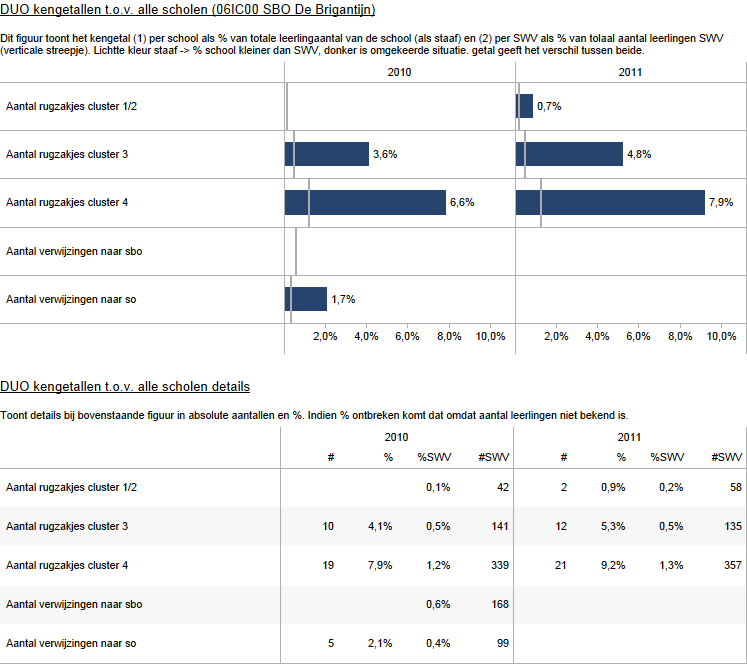 DUO kengetallen t.o.v. alle scholen (06IC00 SBO De Brigantijn)
Dit figuur toont het kengetal (1) per school als % van totale leerlingaantal van de school (als staaf) en (2) per SWV als % van tolaal aantal leerlingen SWV
(verticale streepje). Lichtte kleur staaf -> % school kleiner dan SWV, donker is omgekeerde situatie. getal geeft het verschil tussen beide.
2010 2011
Aantal rugzakjes cluster 1/2 0,7%
Aantal rugzakjes cluster 3 3,6% 4,8%
Aantal rugzakjes cluster 4 6,6% 7,9%
Aantal verwijzingen naar sbo
Aantal verwijzingen naar so 1,7%
2,0% 4,0% 6,0% 8,0% 10,0% 2,0% 4,0% 6,0% 8,0% 10,0%
DUO kengetallen t.o.v. alle scholen details
Toont details bij bovenstaande figuur in absolute aantallen en %. Indien % ontbreken komt dat omdat aantal leerlingen niet bekend is.
2010 2011
# % %SWV #SWV # % %SWV #SWV
Aantal rugzakjes cluster 1/2 0,1% 42 2 0,9% 0,2% 58
Aantal rugzakjes cluster 3 10 4,1% 0,5% 141 12 5,3% 0,5% 135
Aantal rugzakjes cluster 4 19 7,9% 1,2% 339 21 9,2% 1,3% 357
Aantal verwijzingen naar sbo 0,6% 168
Aantal verwijzingen naar so 5 2,1% 0,4% 99